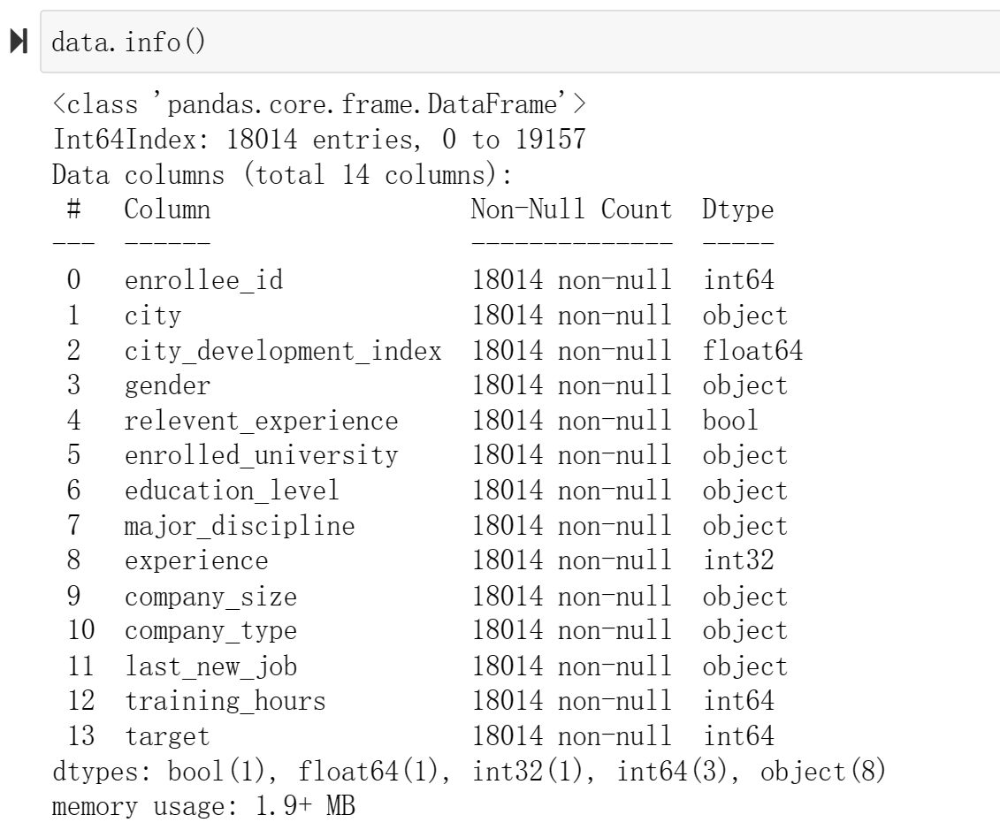 data.info()
<class 'pandas.core.frame.DataFrame'>
Int64Index: 18014 entries, 0 to 19157
Data columns (total 14 columns):
 #   Column                  Non-Null Count  Dtype
---  ------                  --------------  -----
 0   enrollee_id             18014 non-null  int64
 1   city                    18014 non-null  object
 2   city_development_index  18014 non-null  float64
 3   gender                  18014 non-null  object
 4   relevent_experience     18014 non-null  bool
 5   enrolled_university     18014 non-null  object
 6   education_level         18014 non-null  object
 7   major_discipline        18014 non-null  object
 8   experience              18014 non-null  int32
 9   company_size            18014 non-null  object
 10  company_type            18014 non-null  object
 11  last_new_job            18014 non-null  object
 12  training_hours          18014 non-null  int64
 13  target                  18014 non-null  int64
dtypes: bool(1), float64(1), int32(1), int64(3), object(8)
memory usage: 1.9+ MB